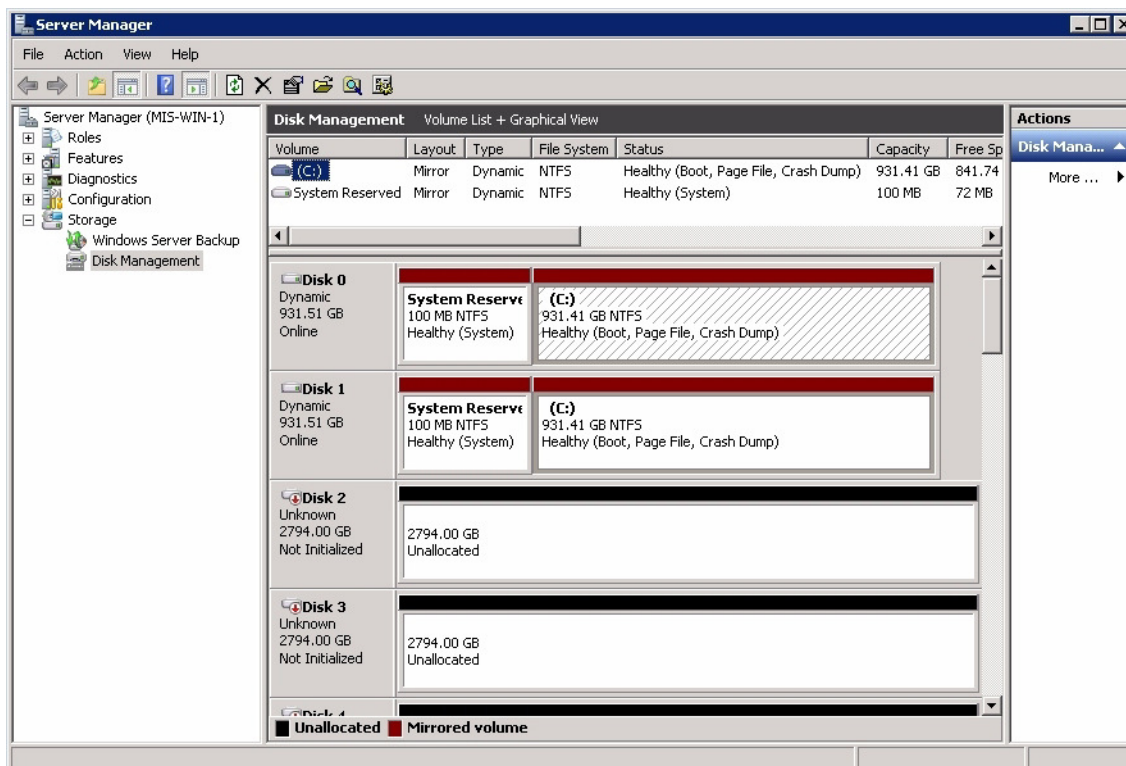 Server Manager
File Action View Help
Server Manager (MIS-WIN-1)
Roles
Features
Diagnostics
Configuration
Storage
Windows Server Backup
Disk Management
Disk Management Volume List + Graphical View
Volume Layout Type File System Status Capacity Free Sp
(C:) Mirror Dynamic NTFS Healthy (Boot, Page File, Crash Dump) 931.41 GB 841.74
System Reserved Mirror Dynamic NTFS Healthy (System) 100 MB 72 MB
Disk 0
Dynamic
931.51 GB
Online
System Reserve
100 MB NTFS
Healthy (System)
(C:)
931.41 GB NTFS
Healthy (Boot, Page File, Crash Dump)
Disk 1
Dynamic
931.51 GB
Online
System Reserve
100 MB NTFS
Healthy (System)
(C:)
931.41 GB NTFS
Healthy (Boot, Page File, Crash Dump)
Disk 2
Unknown
2794.00 GB
Not Initialized
2794.00 GB
Unallocated
Disk 3
Unknown
2794.00 GB
Not Initialized
2794.00 GB
Unallocated
Unallocated Mirrored volume
Actions
Disk Mana...
More ...